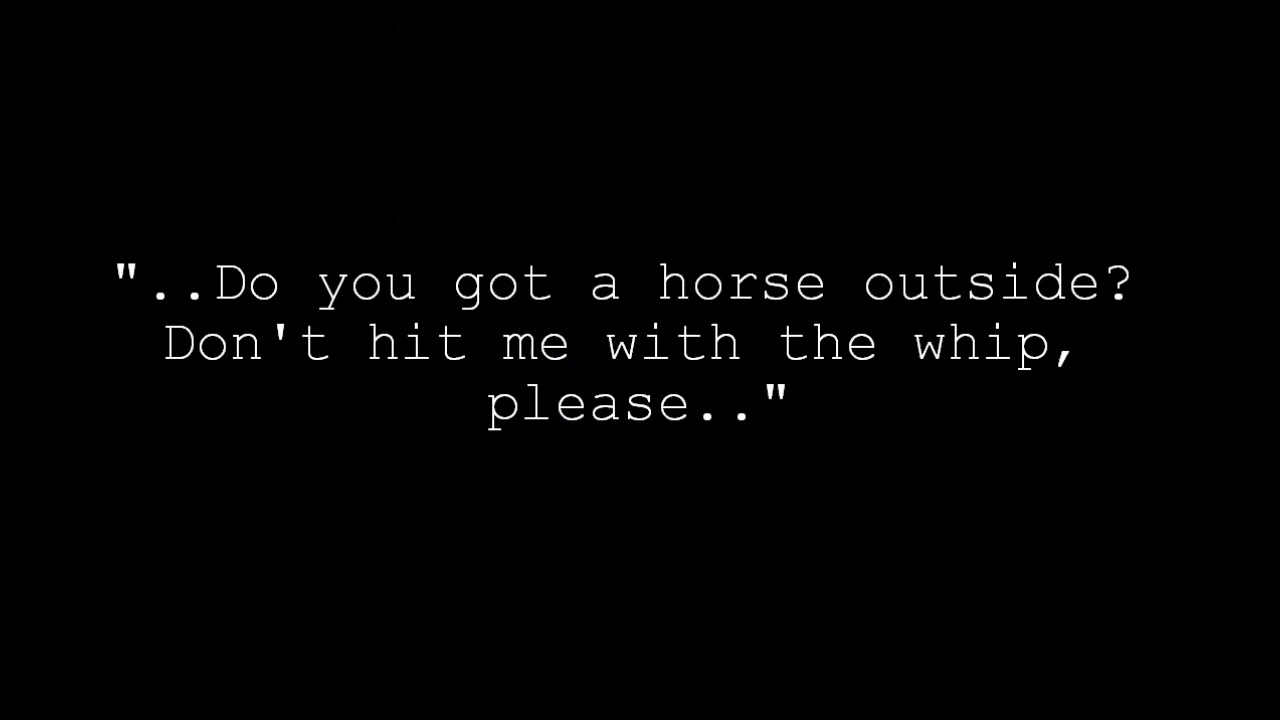 "..Do you got a horse outside?
Don't hit me with the whip,
please.."